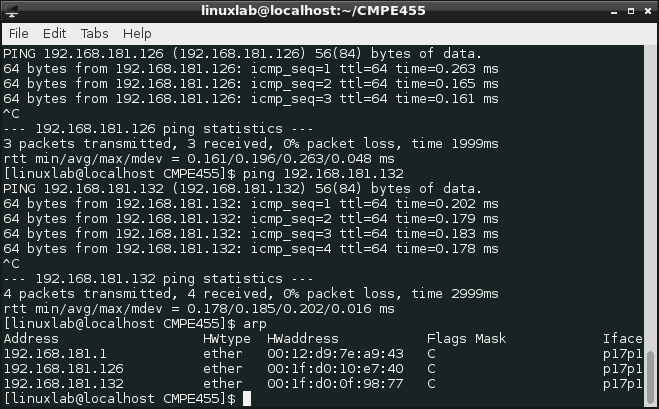 linuxlab@localhost:~/CMPE455
File Edit Tabs Help
PING 192.168.181.126 (192.168.181.126) 56(84) bytes of data.
64 bytes from 192.168.181.126: icmp_seq=1 ttl=64 time=0.263 ms
64 bytes from 192.168.181.126: icmp_seq=2 ttl=64 time=0.165 ms
64 bytes from 192.168.181.126: icmp_seq=3 ttl=64 time=0.161 ms
^C
--- 192.168.181.126 ping statistics ---
3 packets transmitted, 3 received, 0% packet loss, time 1999ms
rtt min/avg/max/mdev = 0.161/0.196/0.263/0.048 ms
[linuxlab@localhost CMPE455]$ ping 192.168.181.132
PING 192.168.181.132 (192.168.181.132) 56(84) bytes of data.
64 bytes from 192.168.181.132: icmp_seq=1 ttl=64 time=0.202 ms
64 bytes from 192.168.181.132: icmp_seq=2 ttl=64 time=0.179 ms
64 bytes from 192.168.181.132: icmp_seq=3 ttl=64 time=0.183 ms
64 bytes from 192.168.181.132: icmp_seq=4 ttl=64 time=0.178 ms
^C
--- 192.168.181.132 ping statistics ---
4 packets transmitted, 4 received, 0% packet loss, time 2999ms
rtt min/avg/max/mdev = 0.178/0.185/0.202/0.016 ms
[linuxlab@localhost CMPE455]$ arp
Address HWtype HWaddress Flags Mask Iface
192.168.181.1 ether 00:12:d9:7e:a9:43 C p17p1
192.168.181.126 ether 00:1f:d0:10:e7:40 C p17p1
192.168.181.132 ether 00:1f:d0:0f:98:77 C p17p1
[linuxlab@localhost CMPE455]$